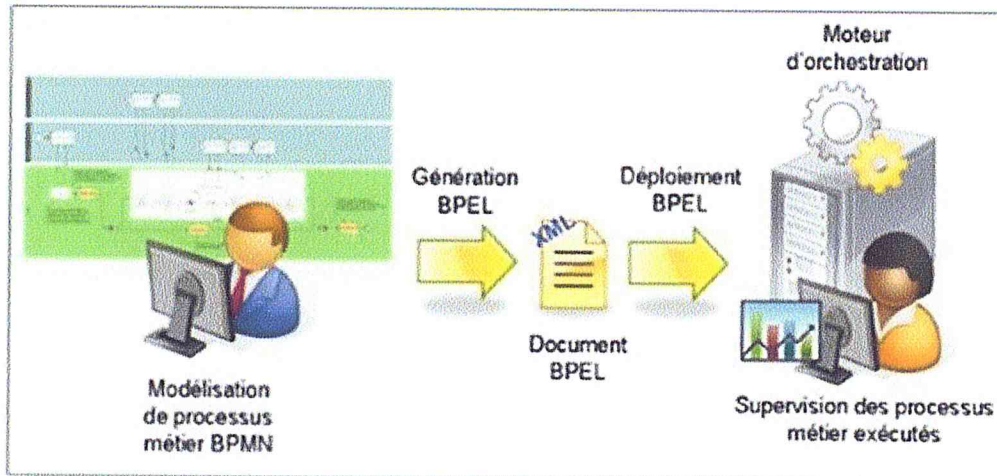 Moteur
d'orchestration
Génération
BPEL
Déploiement
BPEL
XML
Document
BPEL
Modélisation
de processus
métier BPMN
Supervision des processus
métier exécutés